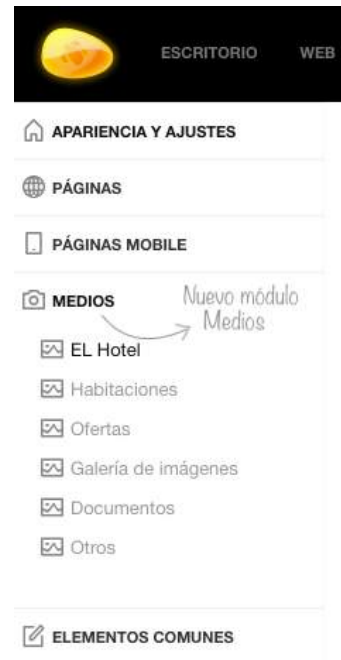 ESCRITORIO WEB
APARIENCIA Y AJUSTES
PÁGINAS
PÁGINAS MOBILE
MEDIOS
Nuevo módulo
Medios
EL Hotel
Habitaciones
Ofertas
Galería de imágenes
Documentos
Otros
ELEMENTOS COMUNES